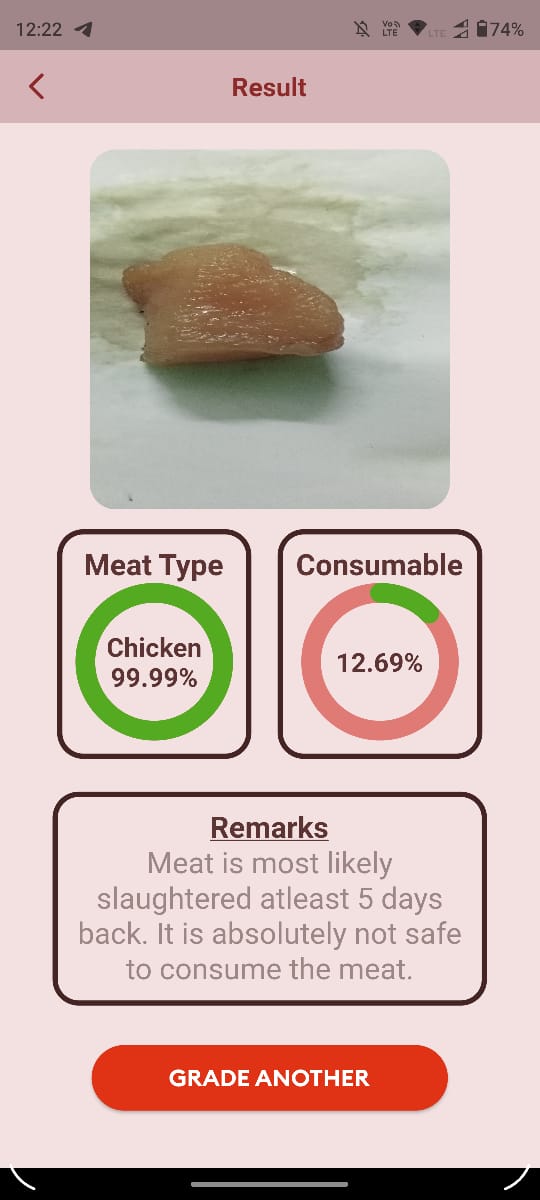 12:22
Vo))
LTE
LTE
74%
Result
Meat Type
Chicken
99.99%
Consumable
12.69%
Remarks
Meat is most likely
slaughtered atleast 5 days
back. It is absolutely not safe
to consume the meat.
GRADE ANOTHER